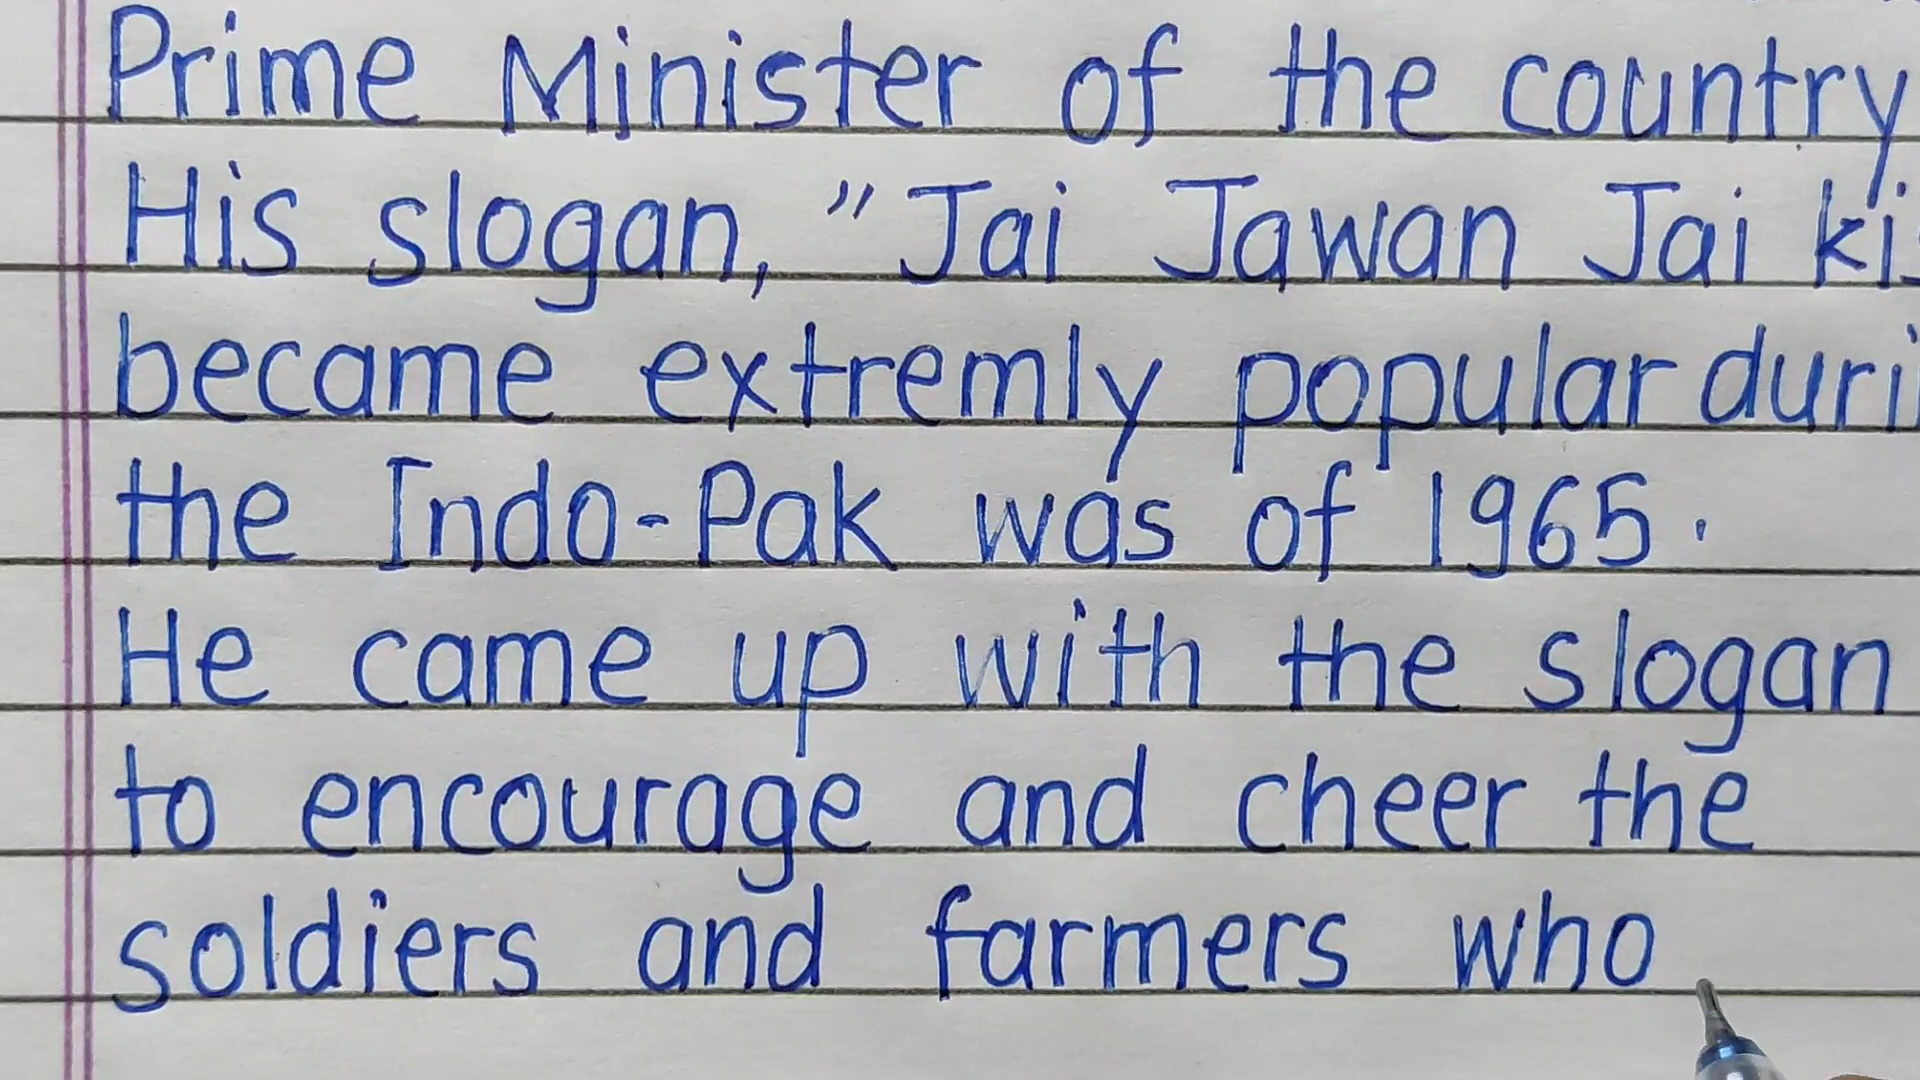 Prime Minister of the country
His slogan, "Jai Jawan Jai kis
became extremly popular duri
the Indo-Pak was of 1965.
He came up with the slogan
to encourage and cheer the
soldiers and farmers who